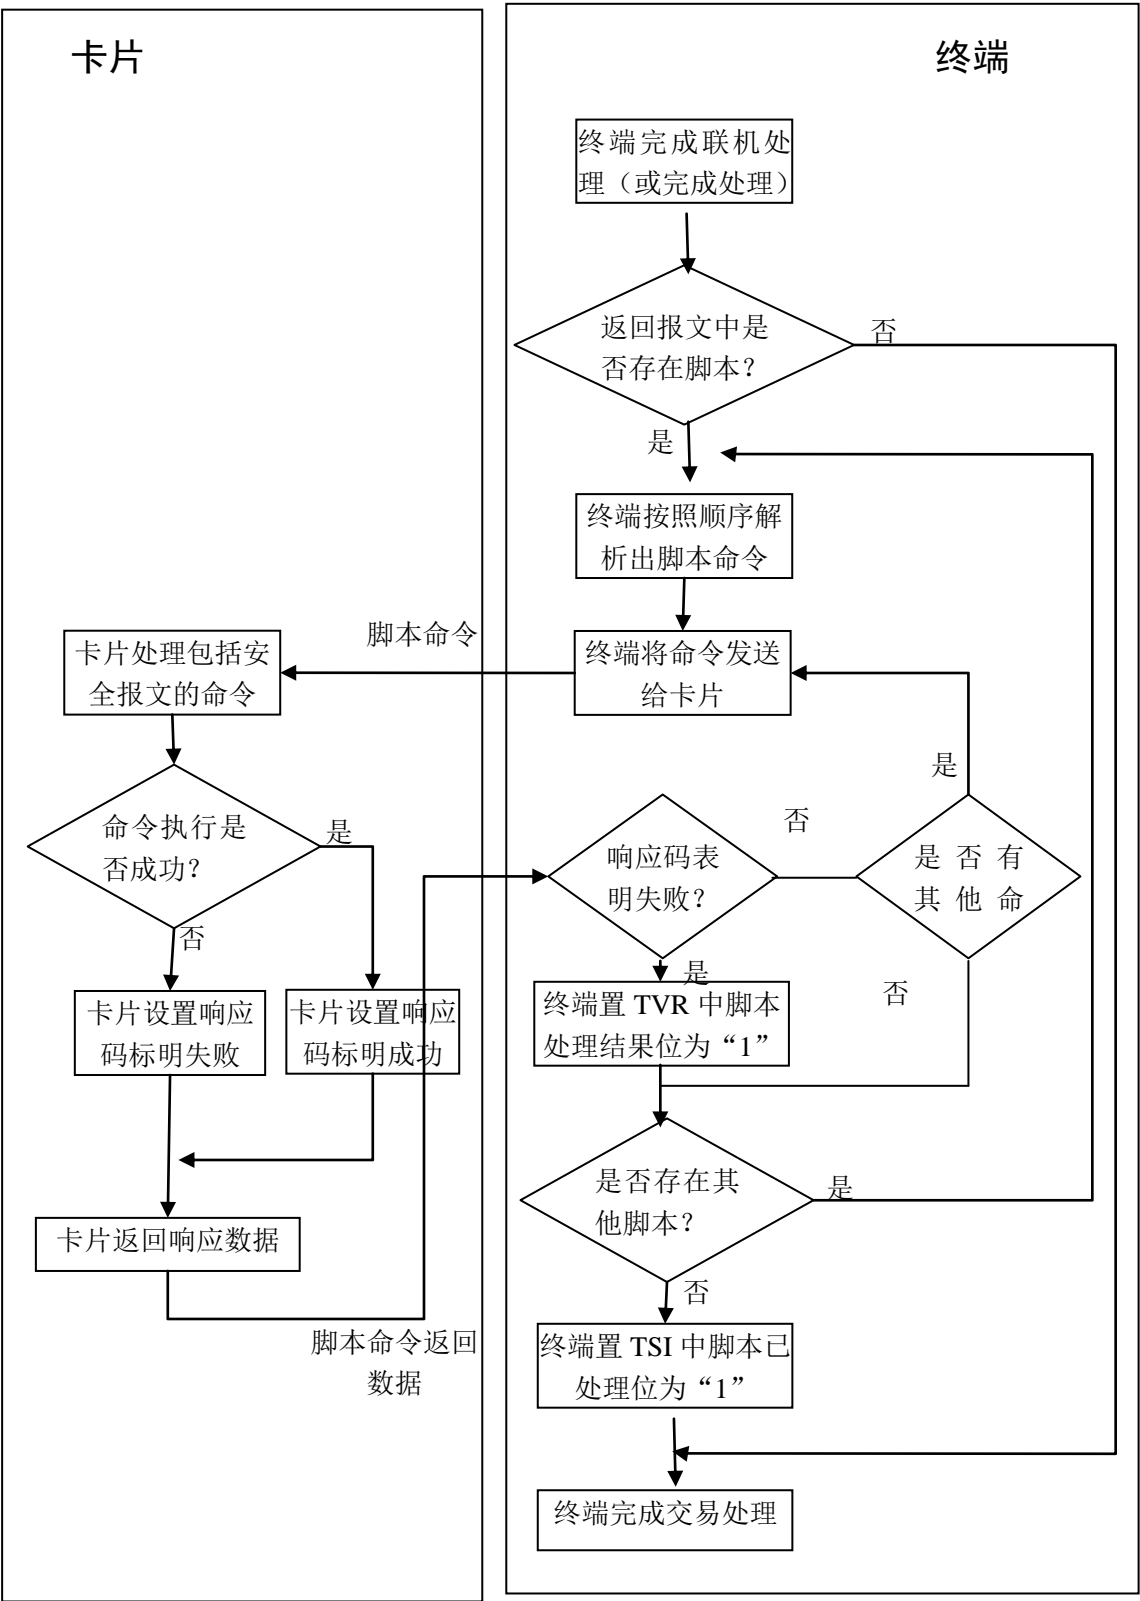 卡片
终端
终端完成联机处
理（或完成处理）
返回报文中是
否存在脚本？
否
是
终端按照顺序解
析出脚本命令
脚本命令
终端将命令发送
给卡片
卡片处理包括安
全报文的命令
是
命令执行是
否成功？
是
否
响应码表
明失败？
否
是否有
其他命
否
是
卡片设置响应
码标明失败
卡片设置响应
码标明成功
终端置 TVR 中脚本
处理结果位为“1”
是否存在其
他脚本？
是
卡片返回响应数据
否
脚本命令返回
数据
终端置 TSI 中脚本已
处理位为“1”
终端完成交易处理